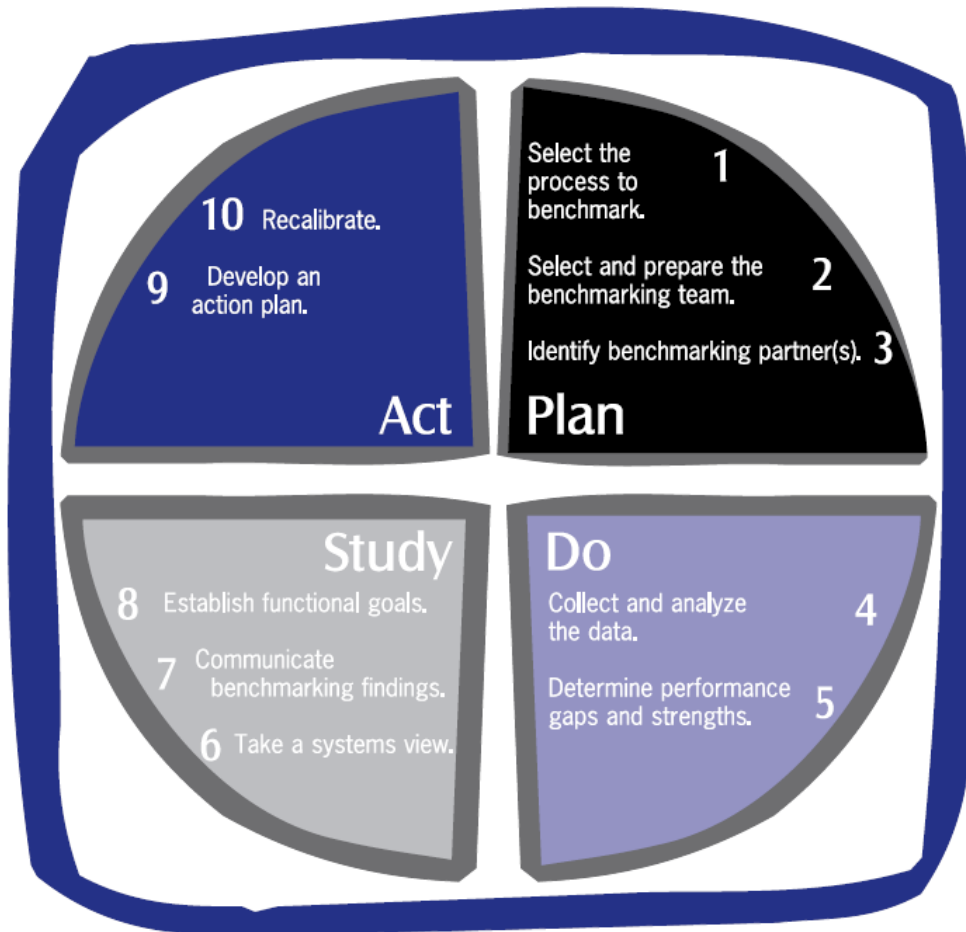 Select the 1
process to
benchmark.
Select and prepare the 2
benchmarking team.
Identify benchmarking partner(s). 3
Plan
Do
Collect and analyze 4
the data.
Determine performance 5
gaps and strengths.
Study
8 Establish functional goals.
7 Communicate
benchmarking findings.
6 Take a systems view.
10 Recalibrate.
9 Develop an
action plan.
Act